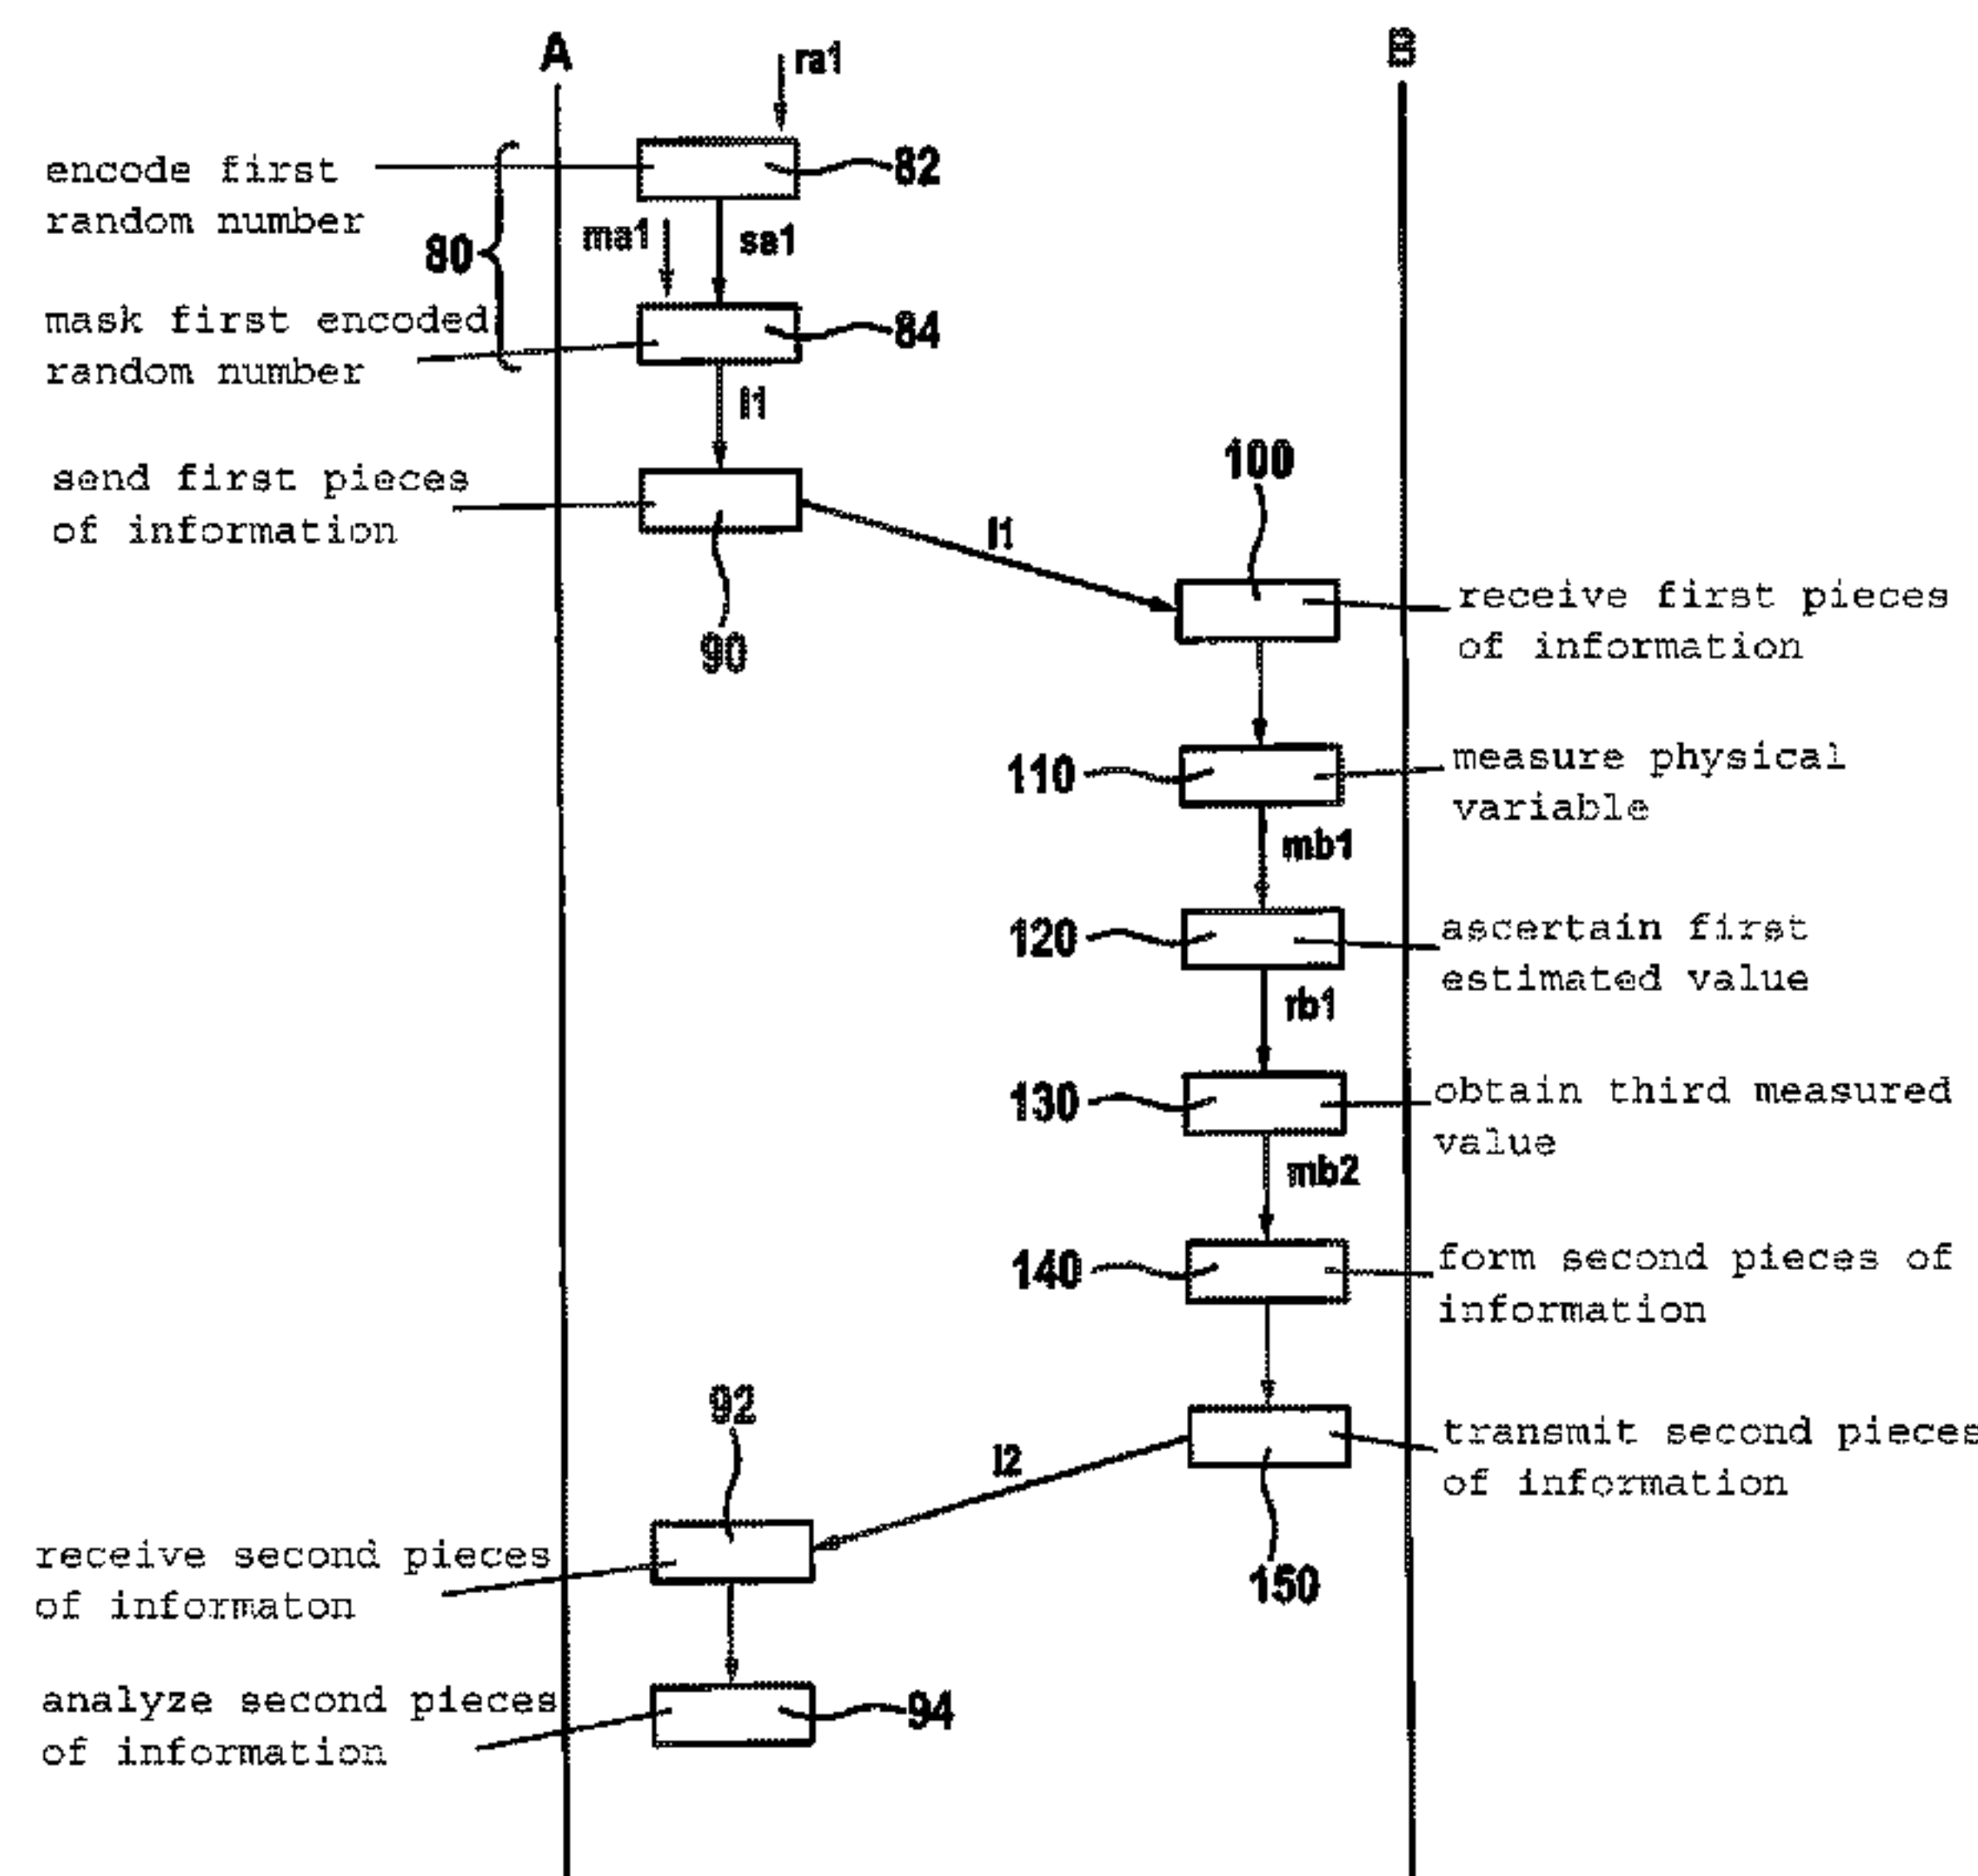 A
B
ra1
encode first
random number
82
80
ma1
sa1
mask first encoded
random number
84
I1
send first pieces
of information
90
I1
100
receive first pieces
of information
110
measure physical
variable
mb1
120
ascertain first
estimated value
rb1
130
obtain third measured
value
mb2
140
form second pieces of
information
92
I2
transmit second pieces
of information
150
receive second pieces
of informaton
analyze second pieces
of information
94